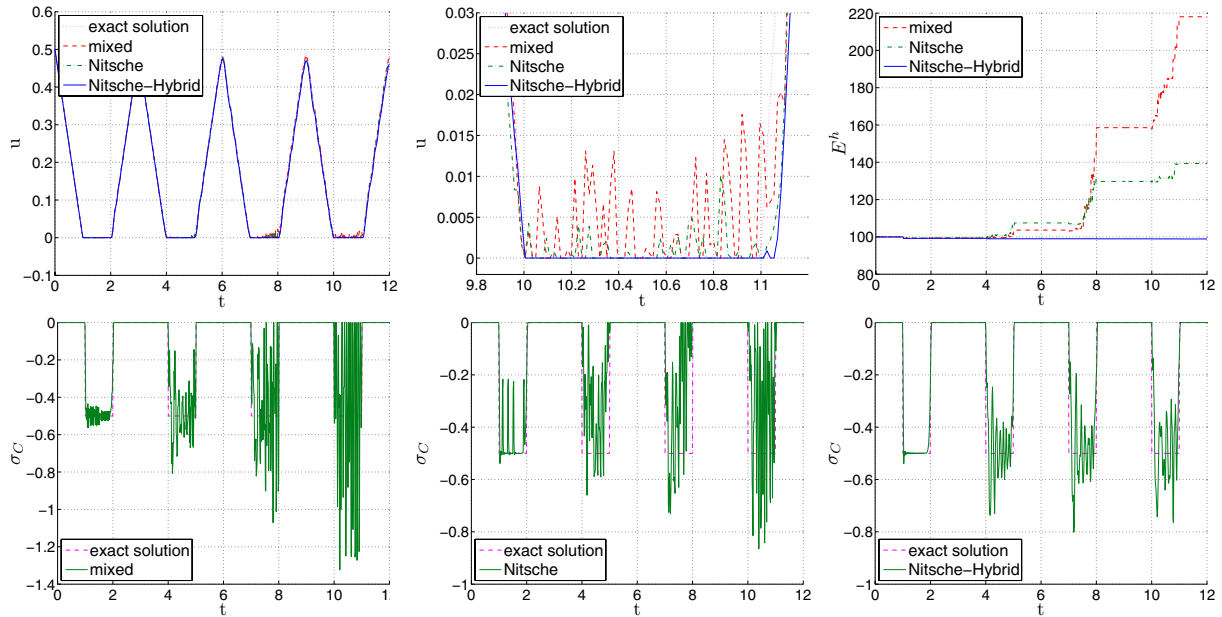 0.6
0.5
0.4
0.3
0.2
0.1
0
−0.1
u
exact solution
mixed
Nitsche
Nitsche−Hybrid
0 2 4 6 8 10 12
t
0.03
0.025
0.02
0.015
0.01
0.005
0
u
exact solution
mixed
Nitsche
Nitsche−Hybrid
9.8 10 10.2 10.4 10.6 10.8 11
t
220
200
180
160
140
120
100
80
E^h
mixed
Nitsche
Nitsche−Hybrid
0 2 4 6 8 10 12
t
0
−0.2
−0.4
−0.6
−0.8
−1
−1.2
−1.4
σ_C
exact solution
mixed
0 2 4 6 8 10 1
t
0
−0.2
−0.4
−0.6
−0.8
−1
σ_C
exact solution
Nitsche
0 2 4 6 8 10 12
t
0
−0.2
−0.4
−0.6
−0.8
−1
σ_C
exact solution
Nitsche−Hybrid
0 2 4 6 8 10 12
t